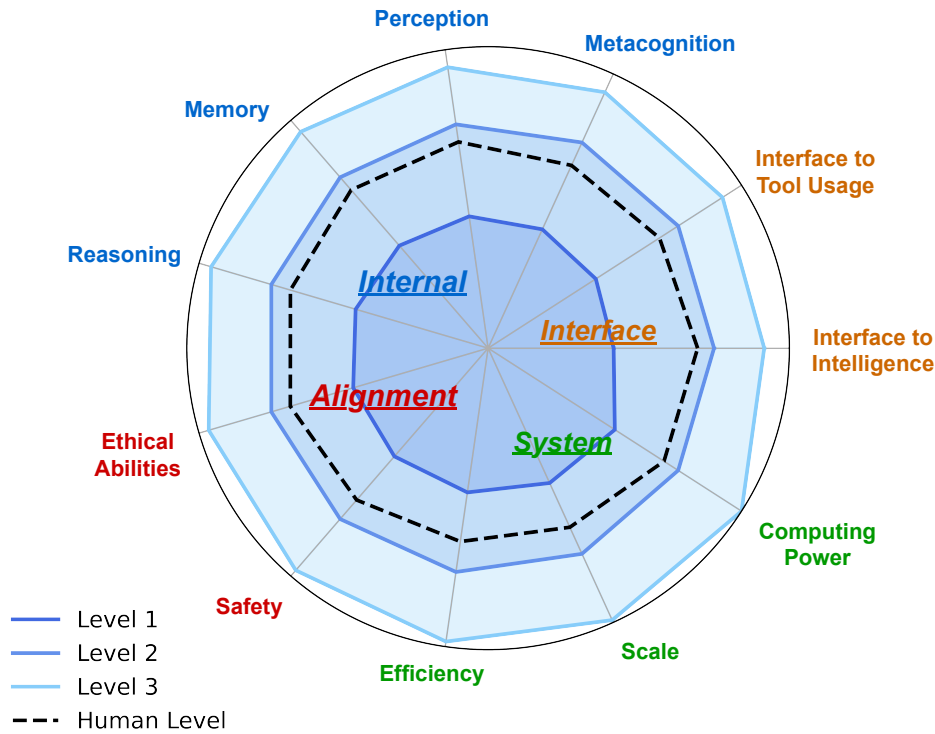 Perception
Metacognition
Memory
Interface to
Tool Usage
Reasoning
Internal
Interface
Interface to
Intelligence
Alignment
System
Ethical
Abilities
Computing
Power
Safety
Scale
Efficiency
Level 1
Level 2
Level 3
Human Level